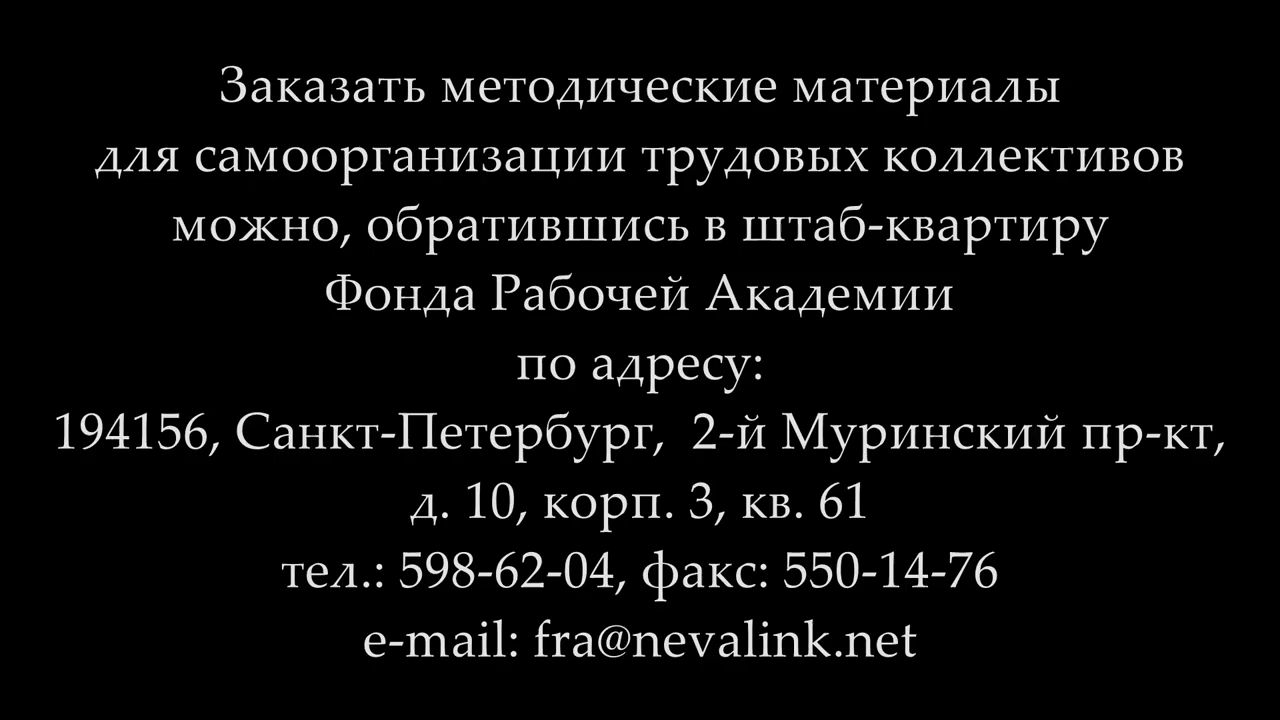 Заказать методические материалы
для самоорганизации трудовых коллективов
можно, обратившись в штаб-квартиру
Фонда Рабочей Академии
по адресу:
194156, Санкт-Петербург, 2-й Муринский пр-кт,
д. 10, корп. 3, кв. 61
тел.: 598-62-04, факс: 550-14-76
e-mail: fra@nevalink.net